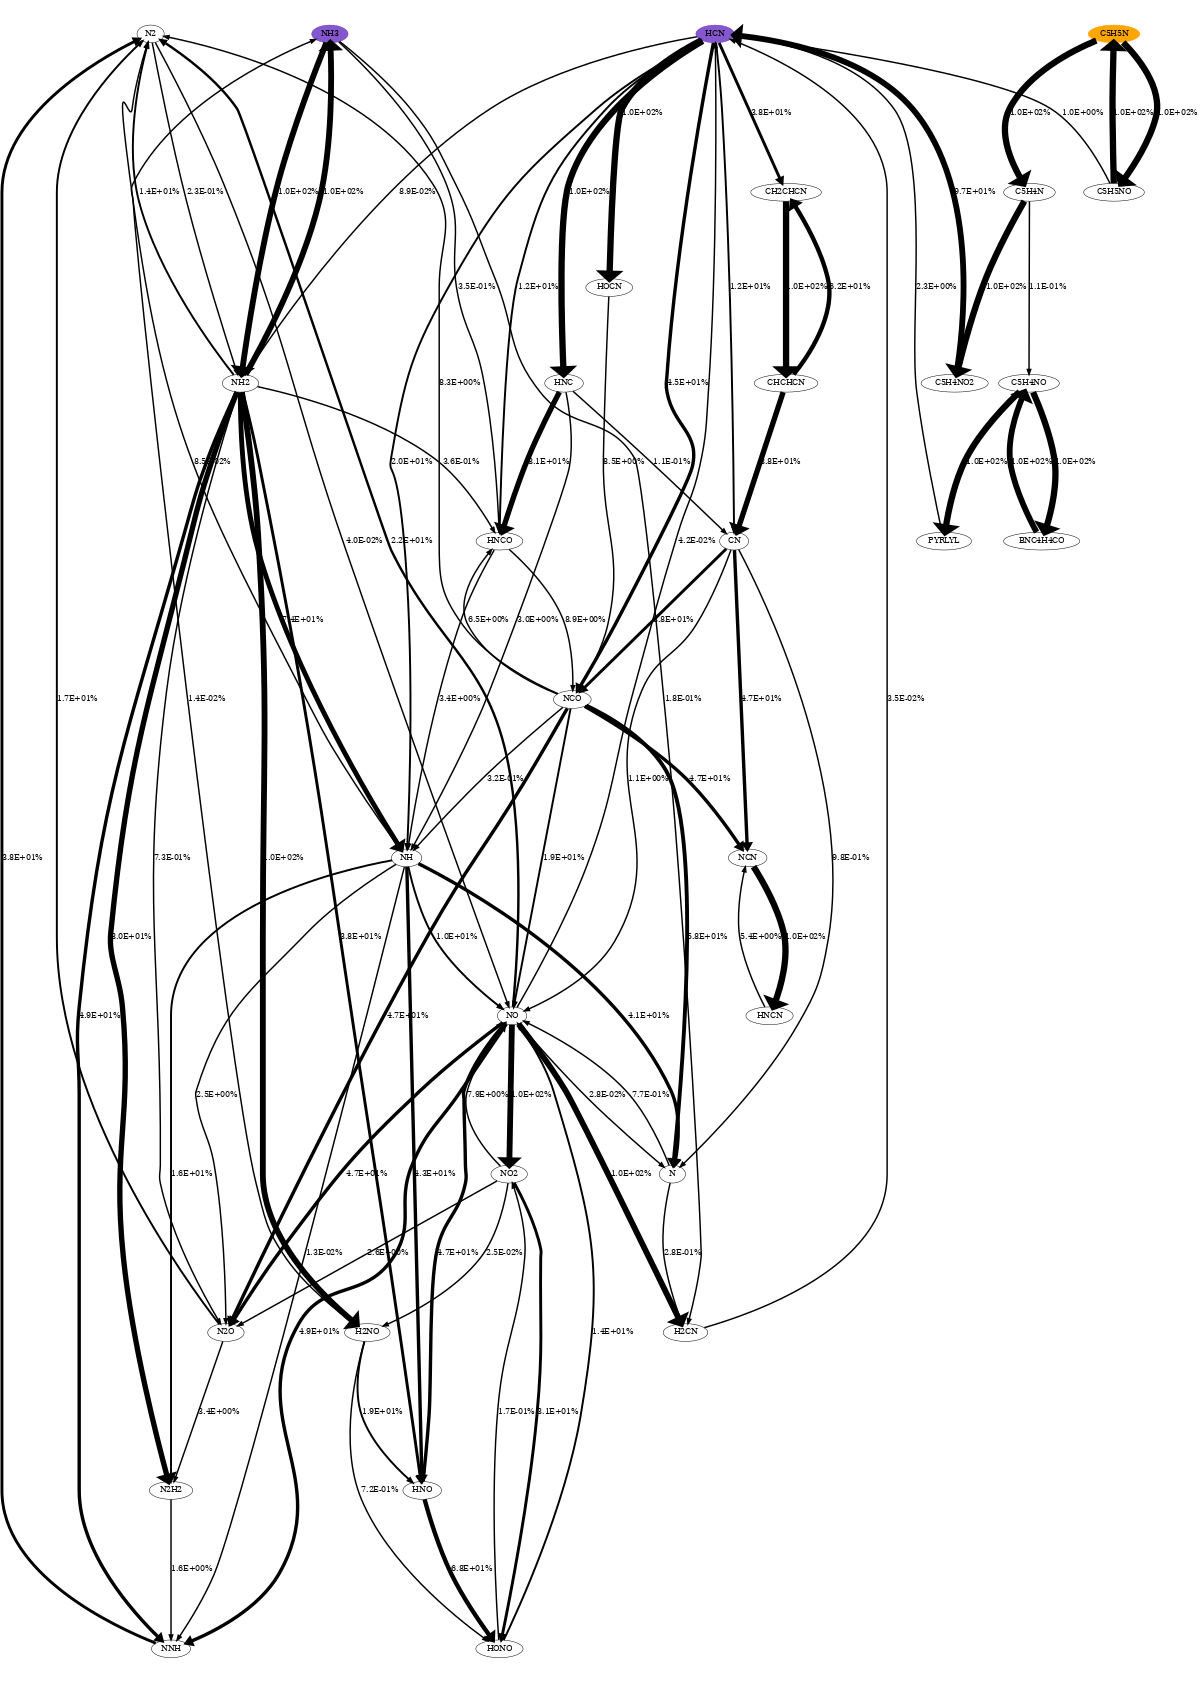 N2 NH3 HCN C5H5N
1.0E+02% 3.8E+01% 1.0E+02% 1.0E+00% 1.0E+02% 1.0E+02%
1.4E+01% 2.3E-01% 1.0E+02% 1.0E+02% 8.9E-02% 1.0E+02% CH2CHCN 9.7E+01% C5H4N C5H5NO
3.5E-01% 1.2E+01% HOCN 1.2E+01% 1.0E+02% 6.2E+01% 2.3E+00% 1.0E+02% 1.1E-01%
NH2 8.3E+00% HNC 4.5E+01% CHCHCN C5H4NO2 C5H4NO
8.5E-02% 2.0E+01% 3.6E-01% 8.1E+01% 8.5E+00% 1.1E-01% 8.8E+01% 1.0E+02% 1.0E+02% 1.0E+02%
4.0E-02% 2.2E+01% HNCO 4.2E-02% CN PYRLYL BNC4H4CO
7.4E+01% 6.5E+00% 3.0E+00% 8.9E+00%
1.7E+01% 1.4E-02% 3.4E+00% NCO 1.8E-01% 4.7E+01% 3.5E-02%
3.2E-01% 1.1E+00% 4.7E+01%
3.8E+01% 7.3E-01% 1.0E+02% NH 1.9E+01% NCN 9.8E-01%
8.0E+01% 3.8E+01% 1.0E+01% 5.8E+01% 5.4E+00% 1.0E+02%
4.9E+01% 4.7E+01% NO 4.1E+01% HNCN
2.5E+00% 7.9E+00% 1.0E+02% 2.8E-02% 7.7E-01%
1.6E+01% 4.7E+01% 4.3E+01% NO2 1.0E+02% N
1.3E-02% 2.6E+00% 4.7E+01% 2.5E-02% 2.8E-01%
N2O 4.9E+01% H2NO 1.4E+01% H2CN
3.4E+00% 1.9E+01% 1.7E-01% 3.1E+01%
N2H2 7.2E-01% HNO
1.6E+00% 6.8E+01%
NNH HONO